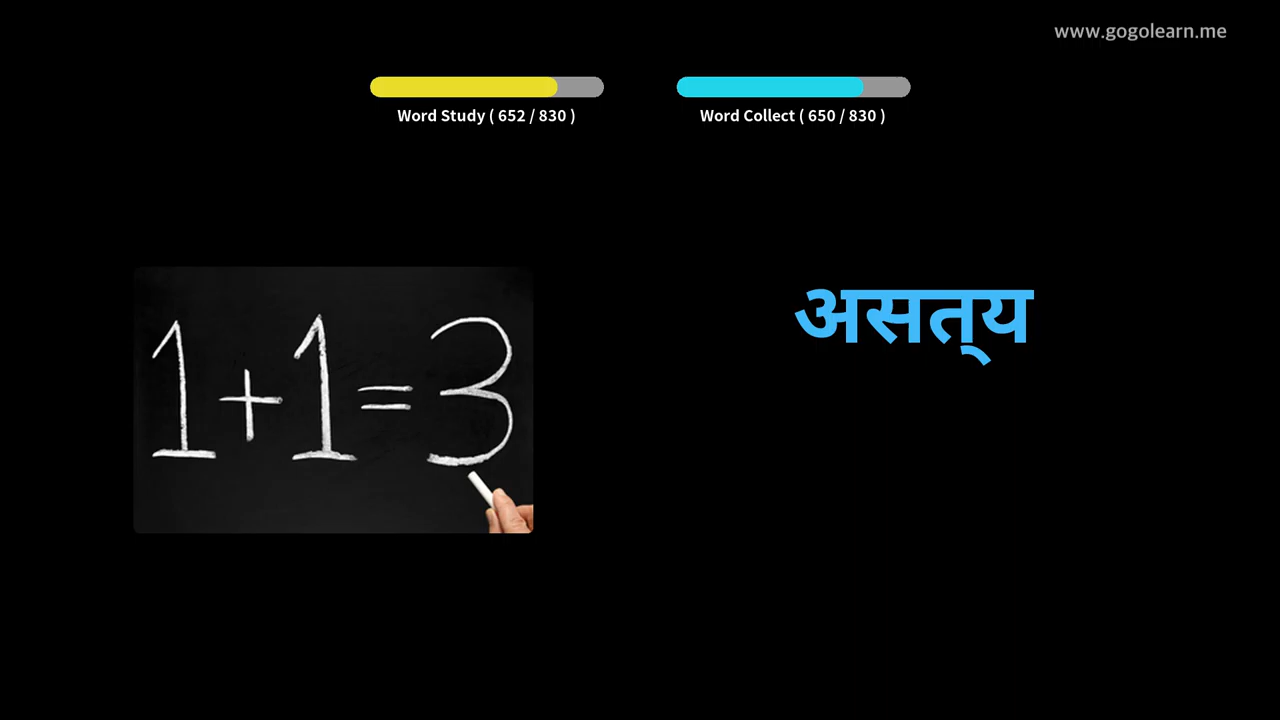 www.gogolearn.me
Word Study ( 652 / 830 )
Word Collect ( 650 / 830 )
असत्‌य
1+1=3